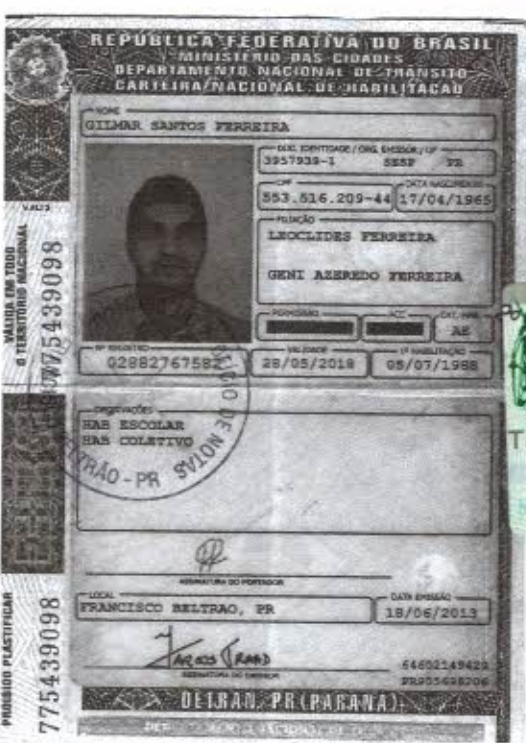 REPÚBLICA FEDERATIVA DO BRASIL
MINISTÉRIO DAS CIDADES
DEPARTAMENTO NACIONAL DE TRÂNSITO
CARTEIRA NACIONAL DE HABILITAÇÃO
NOME
GILMAR SANTOS FERREIRA
DOC. IDENTIDADE / ORG. EMISSOR / UF
3957939-1 SESP PR
CPF
553.516.209-44
DATA NASCIMENTO
17/04/1965
FILIAÇÃO
LEOCLIDES FERREIRA
GENI AZEREDO FERREIRA
PERMISSÃO
ACC
CAT. HAB.
AE
Nº REGISTRO
02882767582
VALIDADE
28/05/2018
1ª HABILITAÇÃO
05/07/1988
VÁLIDA EM TODO
O TERRITÓRIO NACIONAL
775439098
OBSERVAÇÕES
HAB ESCOLAR
HAB COLETIVO
DE NOTAS
BELTRÃO - PR
ASSINATURA DO PORTADOR
LOCAL
FRANCISCO BELTRAO, PR
DATA EMISSÃO
18/06/2013
ASSINATURA DO EMISSOR
64602149429
PR905698206
PROIBIDO PLASTIFICAR
775439098
DETRAN, PR (PARANÁ)